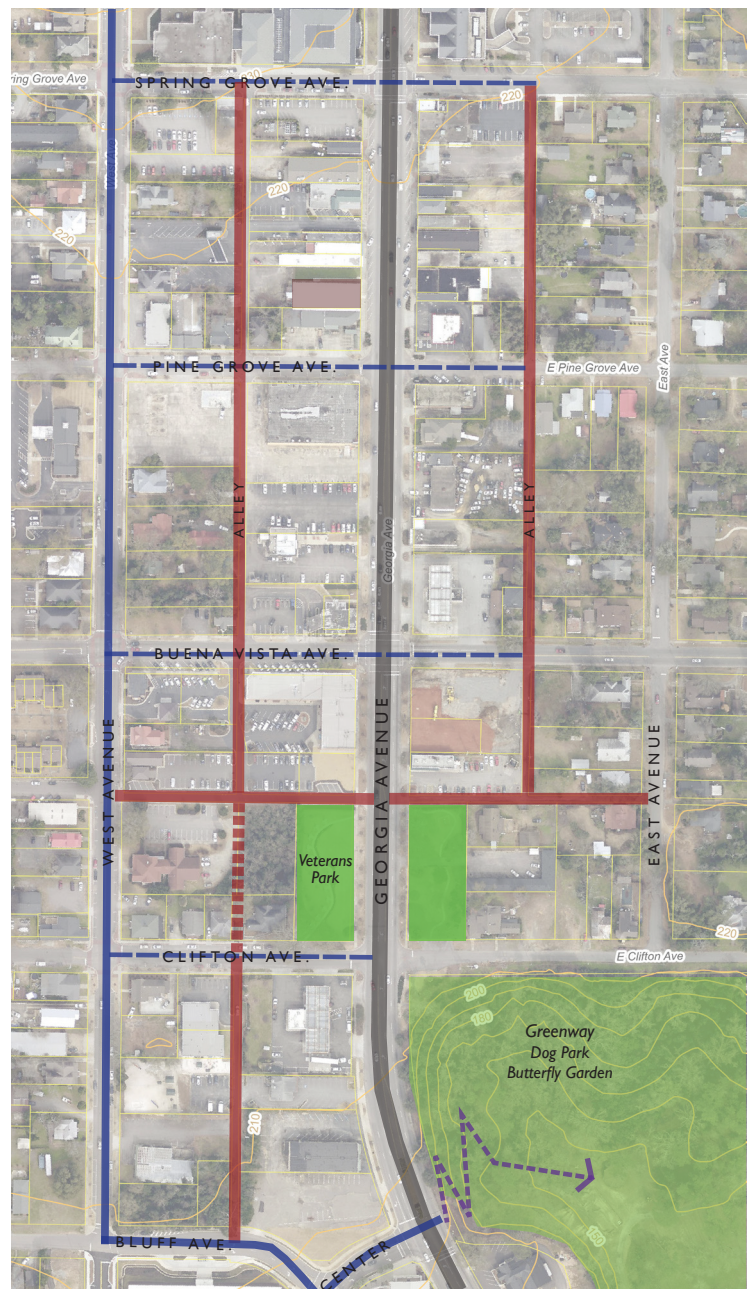 ring Grove Ave
SPRING GROVE AVE.
220
220
220
PINE GROVE AVE.
E Pine Grove Ave
East Ave
ALLEY
ALLEY
Georgia Ave
BUENA VISTA AVE.
WEST AVENUE
GEORGIA AVENUE
EAST AVENUE
Veterans
Park
220
CLIFTON AVE.
E Clifton Ave
200
180
Greenway
Dog Park
Butterfly Garden
210
150
BLUFF AVE.
CENTER